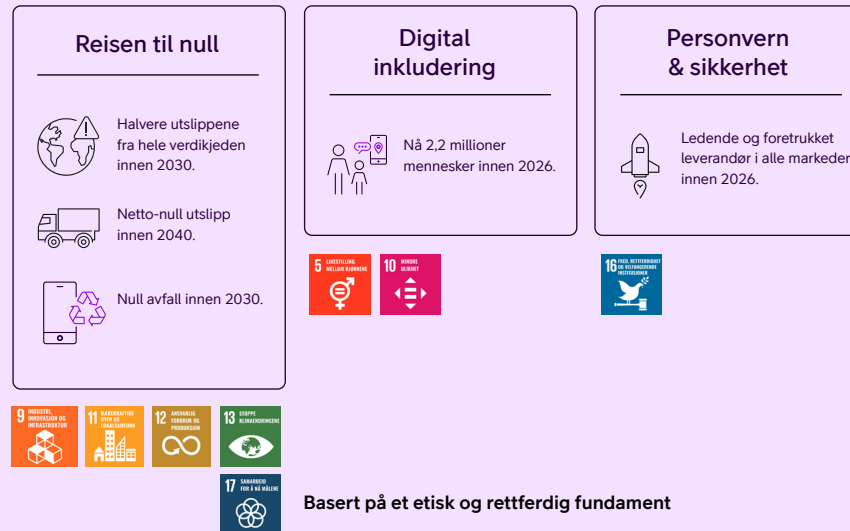 Reisen til null
Halvere utslippene
fra hele verdikjeden
innen 2030.
Netto-null utslipp
innen 2040.
Null avfall innen 2030.
Digital
inkludering
Nå 2,2 millioner
mennesker innen 2026.
Personvern
& sikkerhet
Ledende og foretrukket
leverandør i alle markeder
innen 2026.
5 LIKESTILLING
MELLOM KJØNNENE
10 MINDRE
ULIKHET
16 FRED, RETTFERDIGHET
OG VELFUNGERENDE
INSTITUSJONER
9 INDUSTRI,
INNOVASJON OG
INFRASTRUKTUR
11 BÆREKRAFTIGE
BYER OG
LOKALSAMFUNN
12 ANSVARLIG
FORBRUK OG
PRODUKSJON
13 STOPPE
KLIMAENDRINGENE
17 SAMARBEID
FOR Å NÅ MÅLENE
Basert på et etisk og rettferdig fundament